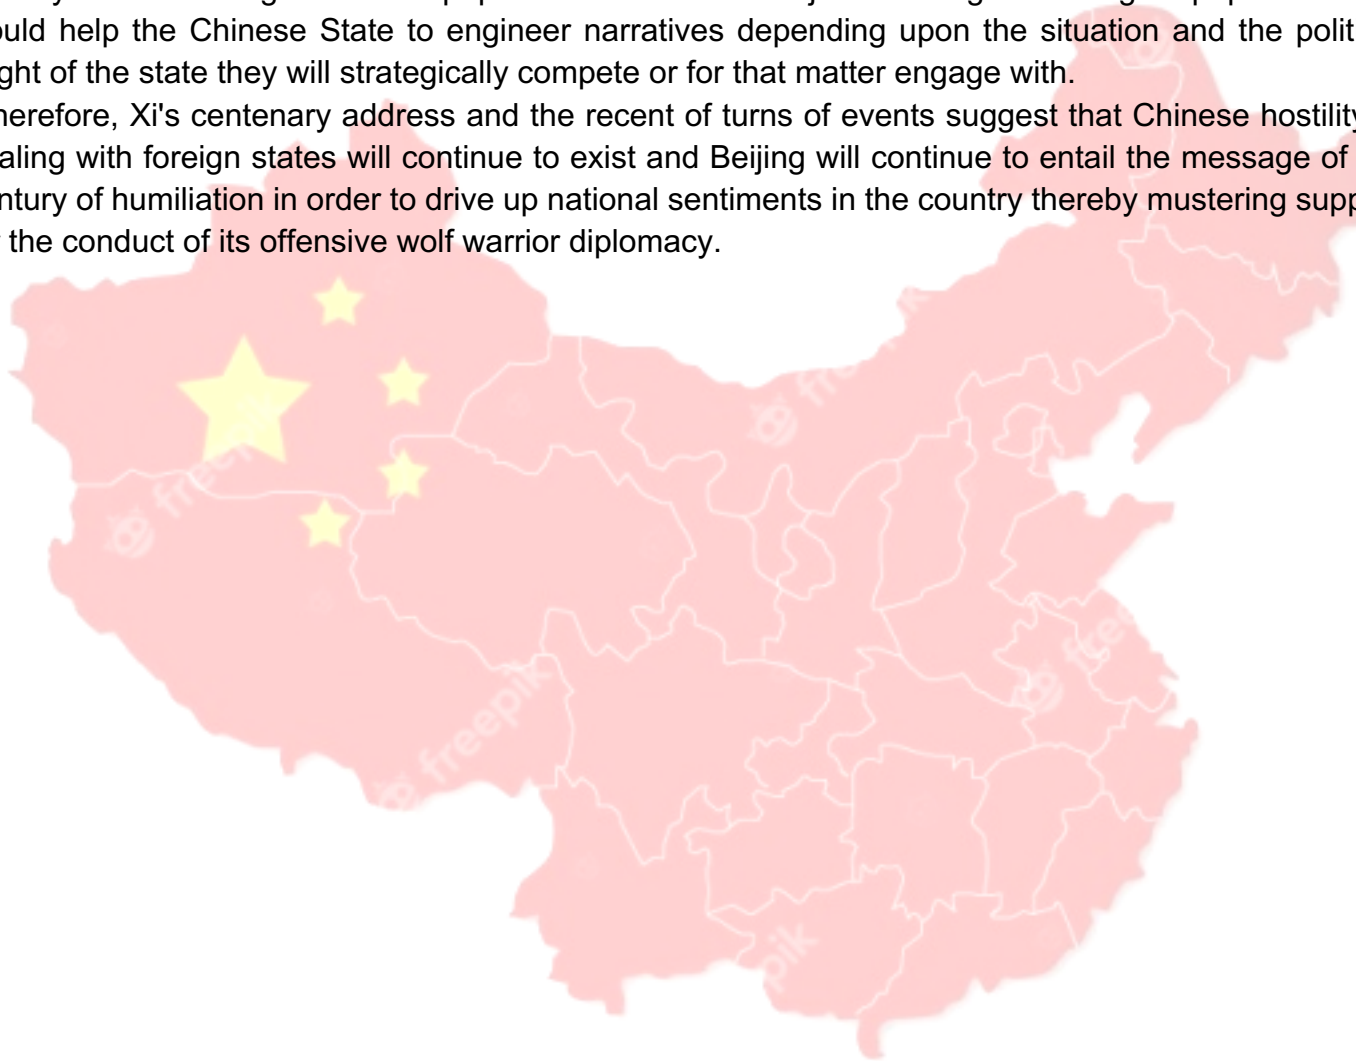 ould help the Chinese State to engineer narratives depending upon the situation and the polit
ght of the state they will strategically compete or for that matter engage with.
herefore, Xi's centenary address and the recent of turns of events suggest that Chinese hostility
aling with foreign states will continue to exist and Beijing will continue to entail the message of
ntury of humiliation in order to drive up national sentiments in the country thereby mustering supp
the conduct of its offensive wolf warrior diplomacy.
freepik